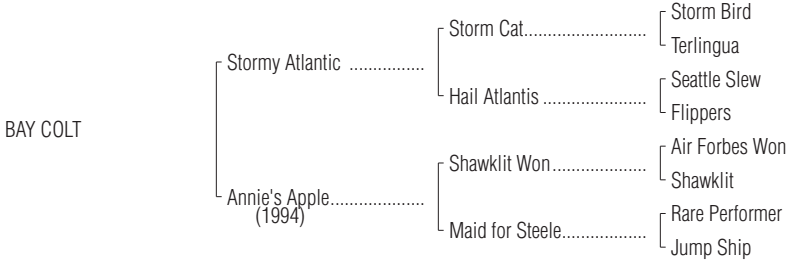 Storm Bird
Storm Cat........................
Terlingua
Stormy Atlantic ...............
Seattle Slew
Hail Atlantis .....................
Flippers
BAY COLT
Air Forbes Won
Shawklit Won...................
Shawklit
Annie's Apple...................
(1994)
Rare Performer
Maid for Steele.................
Jump Ship